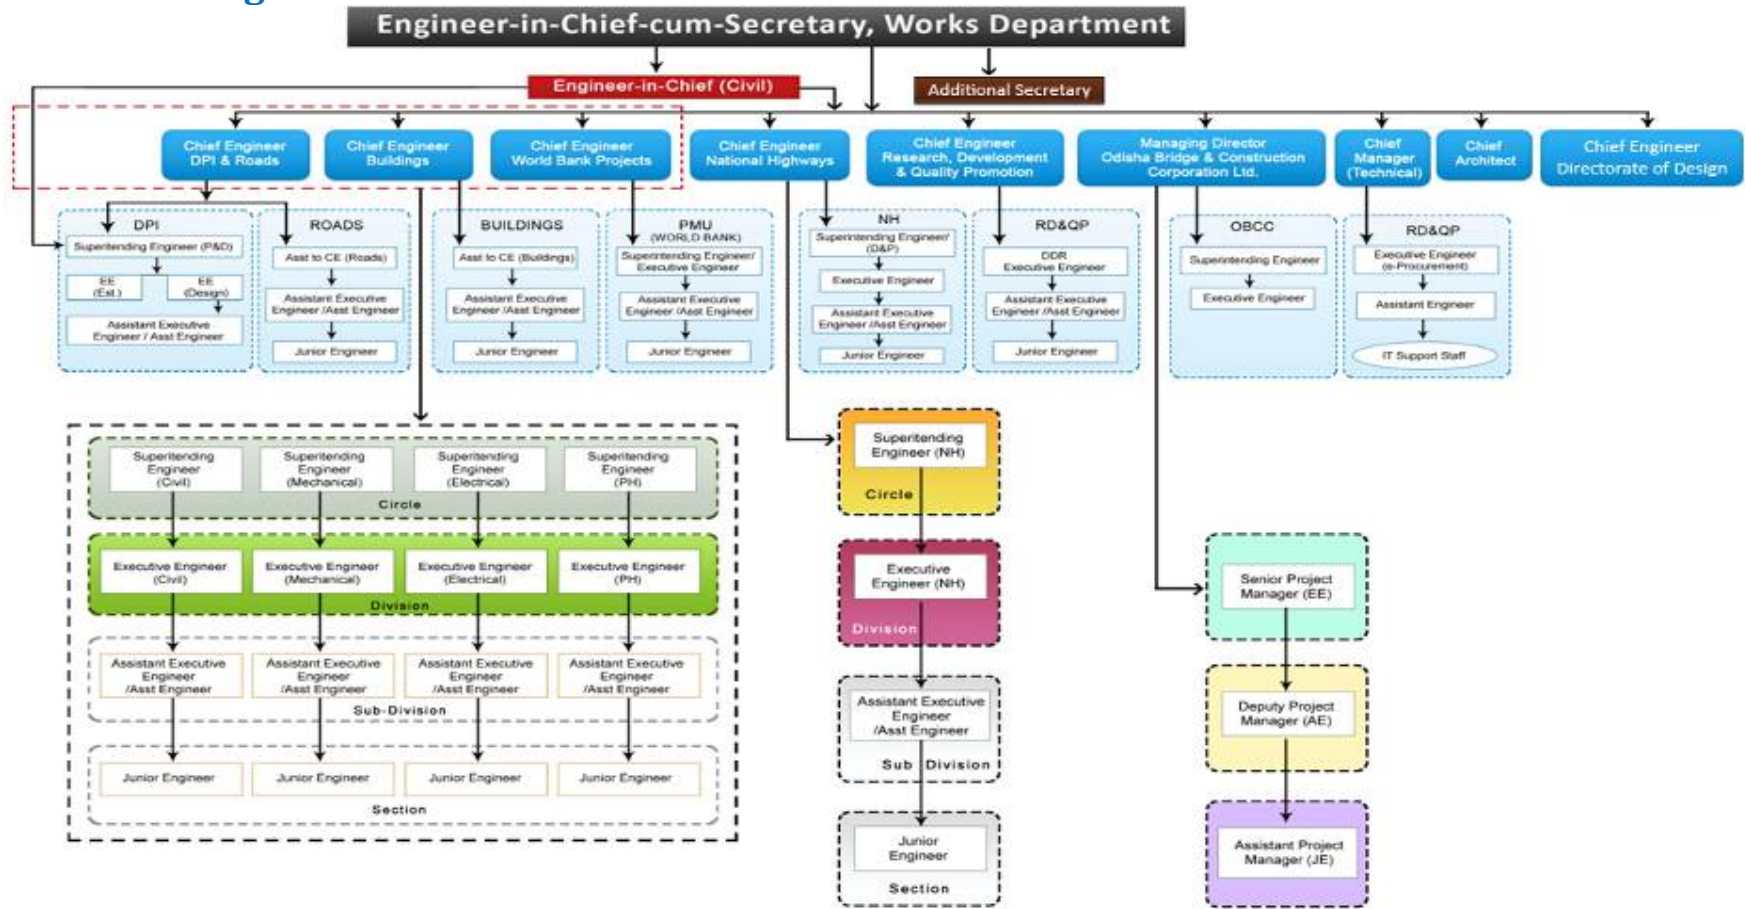 Engineer-in-Chief-cum-Secretary, Works Department
Engineer-in-Chief (Civil)
Additional Secretary
Chief Engineer
DPI & Roads
Chief Engineer
Buildings
Chief Engineer
World Bank Projects
Chief Engineer
National Highways
Chief Engineer
Research, Development
& Quality Promotion
Managing Director
Odisha Bridge & Construction
Corporation Ltd.
Chief
Manager
(Technical)
Chief
Architect
Chief Engineer
Directorate of Design
DPI
Superitending Engineer (P&D)
EE
(Est.)
EE
(Design)
Assistant Executive
Engineer / Asst Engineer
ROADS
Asst to CE (Roads)
Assistant Executive
Engineer /Asst Engineer
Junior Engineer
BUILDINGS
Asst to CE (Buildings)
Assistant Executive
Engineer /Asst Engineer
Junior Engineer
PMU
(WORLD BANK)
Superitending Engineer/
Executive Engineer
Assistant Executive
Engineer /Asst Engineer
Junior Engineer
NH
Superintending Engineer/
(D&P)
Executive Engineer
Assistant Executive
Engineer /Asst Engineer
Junior Engineer
RD&QP
DDR
Executive Engineer
Assistant Executive
Engineer /Asst Engineer
Junior Engineer
OBCC
Superitending Engineer
Executive Engineer
RD&QP
Executive Engineer
(e-Procurement)
Assistant Engineer
IT Support Staff
Superitending
Engineer
(Civil)
Superitending
Engineer
(Mechanical)
Superitending
Engineer
(Electrical)
Superitending
Engineer
(PH)
Circle
Executive Engineer
(Civil)
Executive Engineer
(Mechanical)
Executive Engineer
(Electrical)
Executive Engineer
(PH)
Division
Assistant Executive
Engineer
/Asst Engineer
Assistant Executive
Engineer
/Asst Engineer
Assistant Executive
Engineer
/Asst Engineer
Assistant Executive
Engineer
/Asst Engineer
Sub-Division
Junior Engineer
Junior Engineer
Junior Engineer
Junior Engineer
Section
Superitending
Engineer (NH)
Circle
Executive
Engineer (NH)
Division
Assistant Executive
Engineer
/Asst Engineer
Sub Division
Junior
Engineer
Section
Senior Project
Manager (EE)
Deputy Project
Manager (AE)
Assistant Project
Manager (JE)